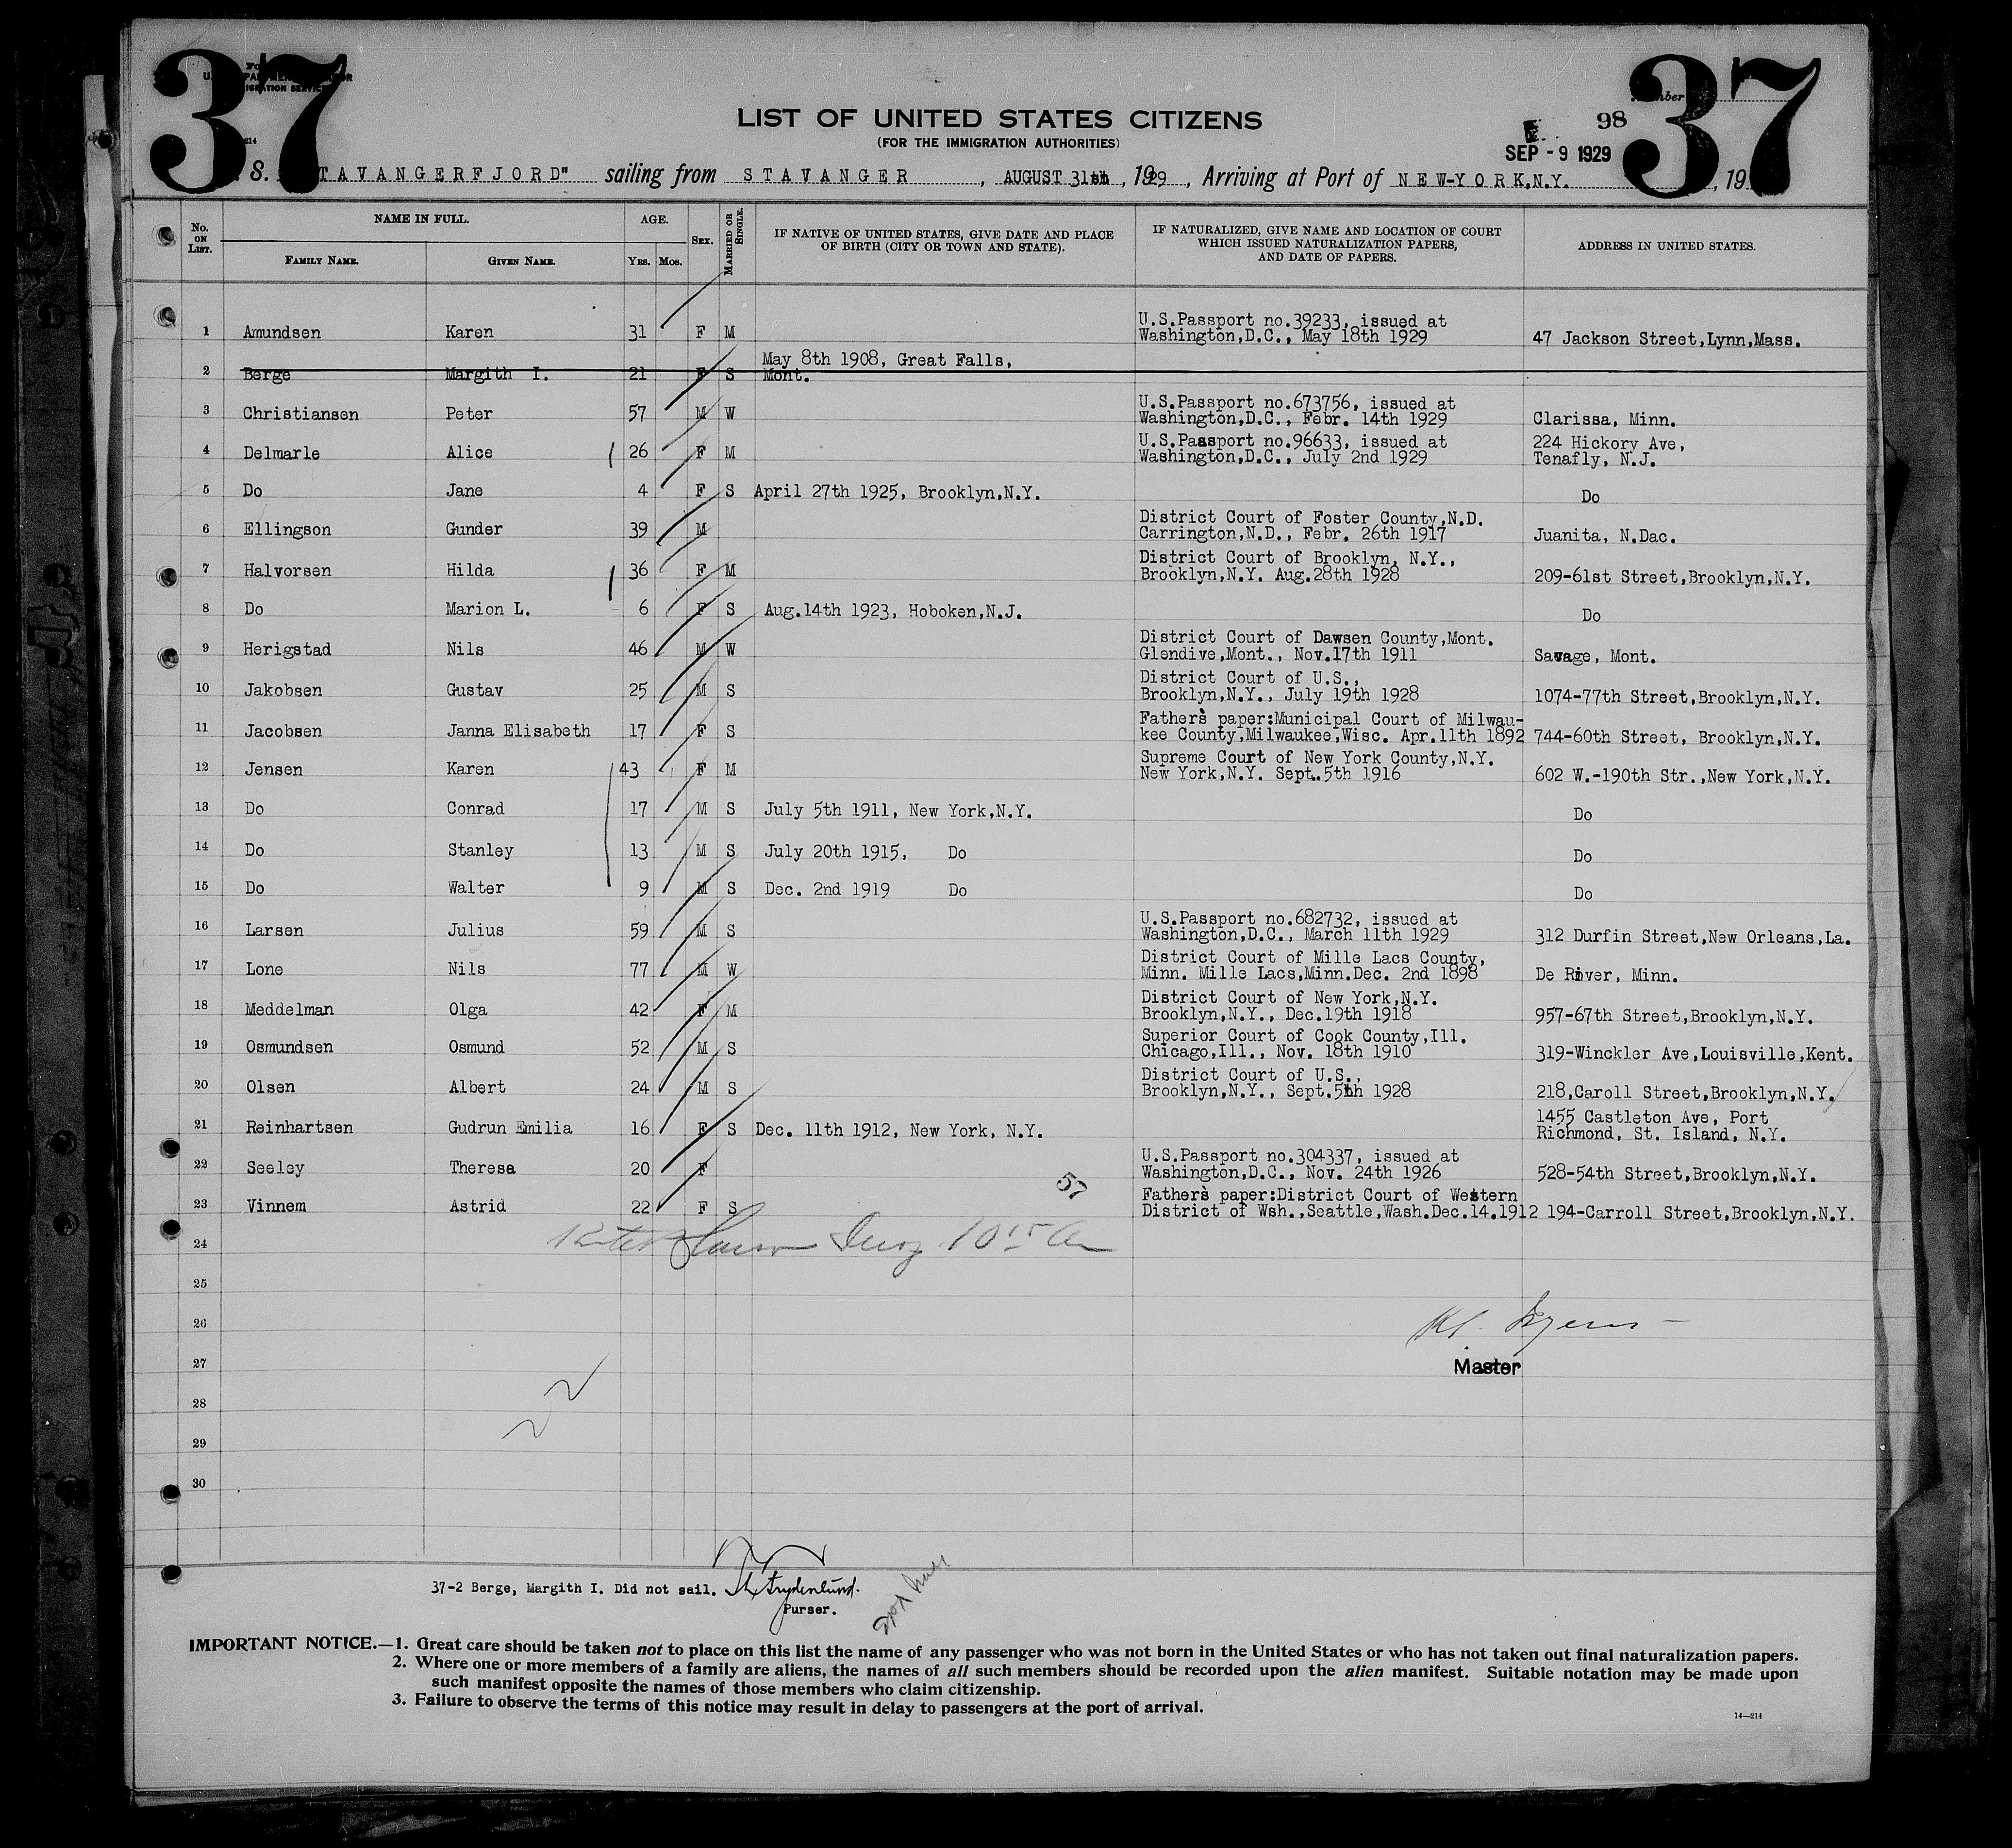 37
37
LIST OF UNITED STATES CITIZENS
(FOR THE IMMIGRATION AUTHORITIES)
98
SEP - 9 1929
S. TAVANGERFJORD" sailing from STAVANGER, AUGUST 31, 1929, Arriving at Port of NEW-YORK,N.Y. , 19
No. ON LIST. NAME IN FULL. AGE. SEX. MARRIED OR SINGLE. IF NATIVE OF UNITED STATES, GIVE DATE AND PLACE OF BIRTH (CITY OR TOWN AND STATE). IF NATURALIZED, GIVE NAME AND LOCATION OF COURT WHICH ISSUED NATURALIZATION PAPERS, AND DATE OF PAPERS. ADDRESS IN UNITED STATES.
FAMILY NAME. GIVEN NAME. YRS. MOS.
1 Amundsen Karen 31 F M U.S.Passport no.39233, issued at Washington,D.C., May 18th 1929 47 Jackson Street,Lynn,Mass.
2 Berge Margith I. 21 F S May 8th 1908, Great Falls, Mont.
3 Christiansen Peter 57 M W U.S.Passport no.673756, issued at Washington,D.C., Febr. 14th 1929 Clarissa, Minn.
4 Delmarle Alice 26 F M U.S.Passport no.96633, issued at Washington,D.C., July 2nd 1929 224 Hickory Ave, Tenafly, N.J.
5 Do Jane 4 F S April 27th 1925, Brooklyn,N.Y. Do
6 Ellingson Gunder 39 M District Court of Foster County,N.D. Carrington,N.D., Febr. 26th 1917 Juanita, N.Dac.
7 Halvorsen Hilda 36 F M District Court of Brooklyn, N.Y., Brooklyn,N.Y. Aug.28th 1928 209-61st Street,Brooklyn,N.Y.
8 Do Marion L. 6 F S Aug.14th 1923, Hoboken,N.J. Do
9 Herigstad Nils 46 M W District Court of Dawsen County,Mont. Glendive,Mont., Nov.17th 1911 Savage, Mont.
10 Jakobsen Gustav 25 M S District Court of U.S., Brooklyn,N.Y., July 19th 1928 1074-77th Street,Brooklyn,N.Y.
11 Jacobsen Janna Elisabeth 17 F S Father's paper:Municipal Court of Milwau-kee County,Milwaukee,Wisc. Apr.11th 1892 744-60th Street, Brooklyn,N.Y.
12 Jensen Karen 43 F M Supreme Court of New York County,N.Y. New York,N.Y. Sept.5th 1916 602 W.-190th Str.,New York,N.Y.
13 Do Conrad 17 M S July 5th 1911, New York,N.Y. Do
14 Do Stanley 13 M S July 20th 1915, Do Do
15 Do Walter 9 M S Dec. 2nd 1919 Do Do
16 Larsen Julius 59 M S U.S.Passport no.682732, issued at Washington,D.C., March 11th 1929 312 Durfin Street,New Orleans,La.
17 Lone Nils 77 M W District Court of Mille Lacs County, Minn. Mille Lacs,Minn.Dec. 2nd 1898 De River, Minn.
18 Meddelman Olga 42 F M District Court of New York,N.Y. Brooklyn,N.Y., Dec.19th 1918 957-67th Street,Brooklyn,N.Y.
19 Osmundsen Osmund 52 M S Superior Court of Cook County,Ill. Chicago,Ill., Nov. 18th 1910 319-Winckler Ave,Louisville,Kent.
20 Olsen Albert 24 M S District Court of U.S., Brooklyn,N.Y., Sept.5th 1928 218,Caroll Street,Brooklyn,N.Y.
21 Reinhartsen Gudrun Emilia 16 F S Dec. 11th 1912, New York, N.Y. 1455 Castleton Ave, Port Richmond, St. Island, N.Y.
22 Seeley Theresa 20 F U.S.Passport no.304337, issued at Washington,D.C., Nov. 24th 1926 528-54th Street,Brooklyn,N.Y.
57
23 Vinnem Astrid 22 F S Father's paper:District Court of Western District of Wsh.,Seattle,Wash.Dec.14.1912 194-Carroll Street,Brooklyn,N.Y.
24
25
26
27 Master
28
29
30
37-2 Berge, Margith I. Did not sail.
Purser.
IMPORTANT NOTICE.—1. Great care should be taken not to place on this list the name of any passenger who was not born in the United States or who has not taken out final naturalization papers.
2. Where one or more members of a family are aliens, the names of all such members should be recorded upon the alien manifest. Suitable notation may be made upon
such manifest opposite the names of those members who claim citizenship.
3. Failure to observe the terms of this notice may result in delay to passengers at the port of arrival.
14—214